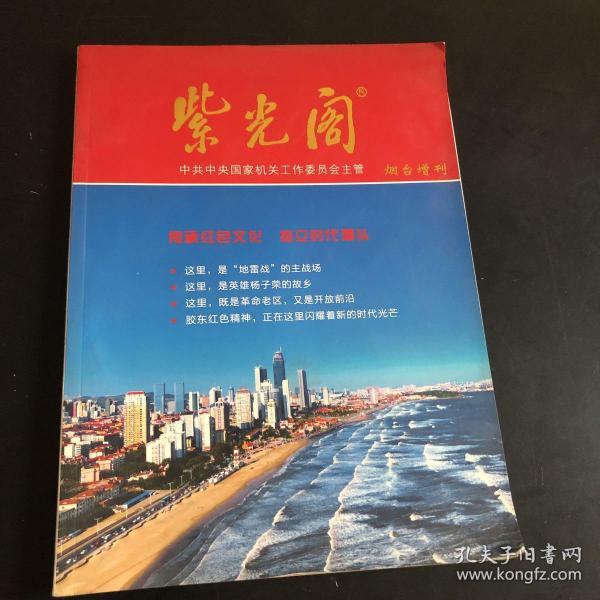 紫光阁®
中共中央国家机关工作委员会主管 烟台增刊
传承红色文化 挺立时代潮头
这里，是“地雷战”的主战场
这里，是英雄杨子荣的故乡
这里，既是革命老区，又是开放前沿
胶东红色精神，正在这里闪耀着新的时代光芒
孔夫子旧书网
www.kongfz.com